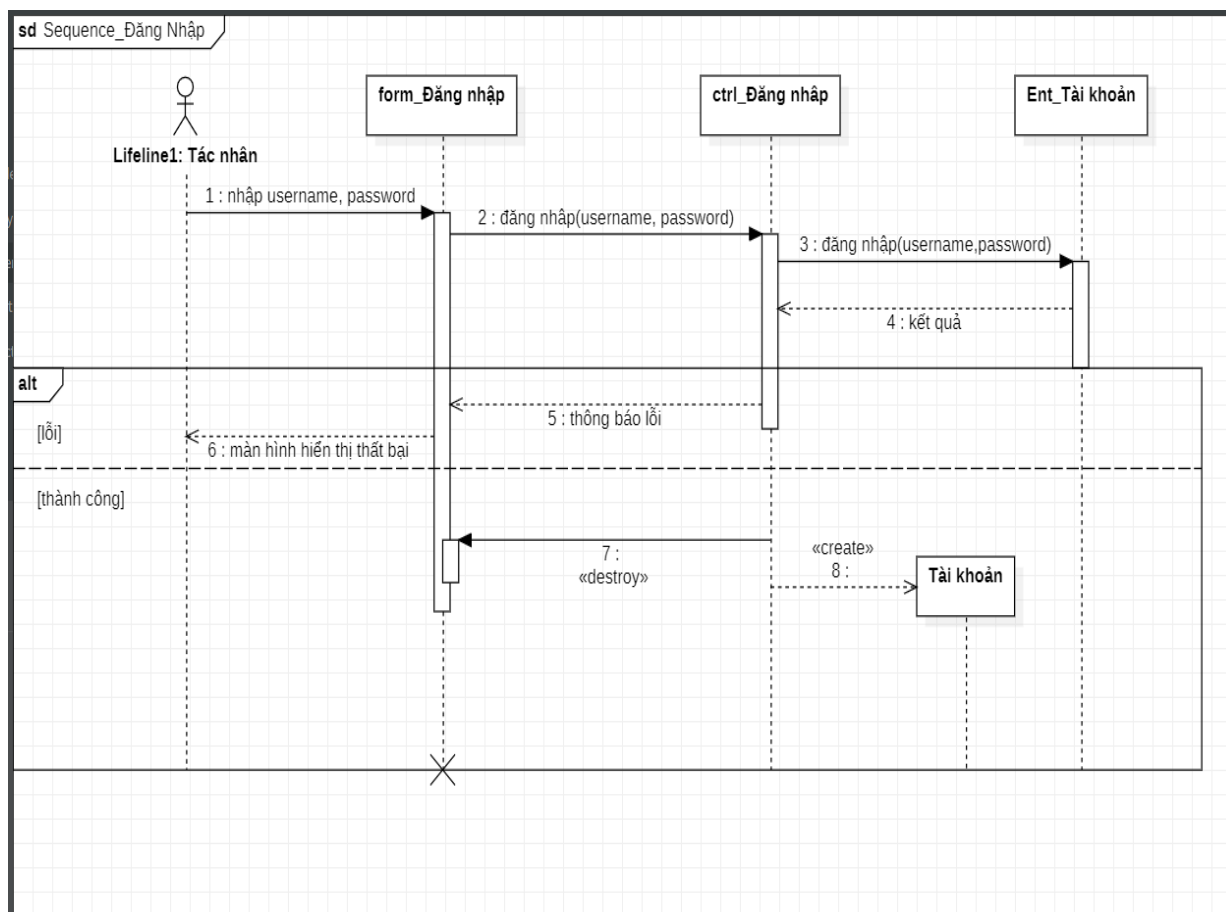 sd Sequence_Đăng Nhập
form_Đăng nhập
ctrl_Đăng nhâp
Ent_Tài khoản
Lifeline1: Tác nhân
1 : nhập username, password
2 : đăng nhâp(username, password)
3 : đăng nhập(username,password)
4 : kết quả
alt
[lỗi]
5 : thông báo lỗi
6 : màn hình hiển thị thất bại
[thành công]
7 :
«destroy»
«create»
8 :
Tài khoản